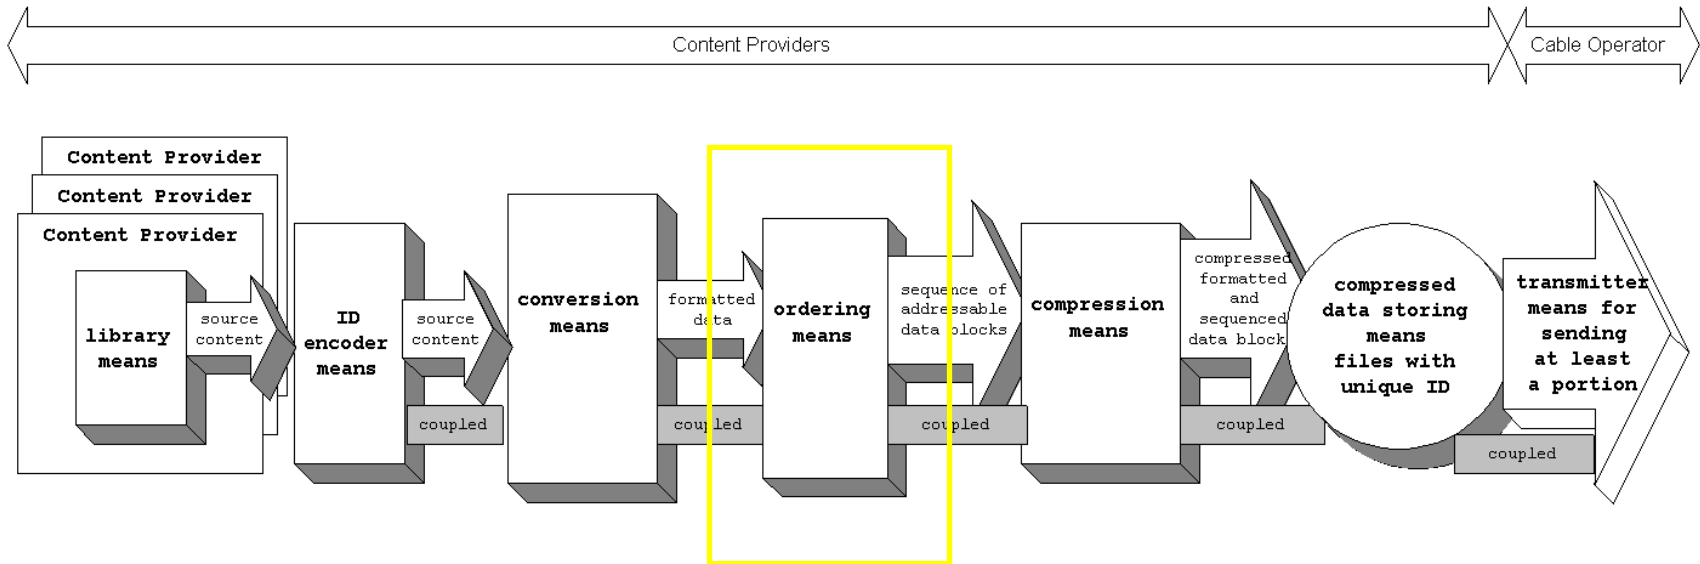 Content Providers
Cable Operator
Content Provider
Content Provider
Content Provider
library
means
source
content
ID
encoder
means
source
content
coupled
conversion
means
formatted
data
coupled
ordering
means
sequence of
addressable
data blocks
coupled
compression
means
compressed
formatted
and
sequenced
data block
coupled
compressed
data storing
means
files with
unique ID
transmitter
means for
sending
at least
a portion
coupled